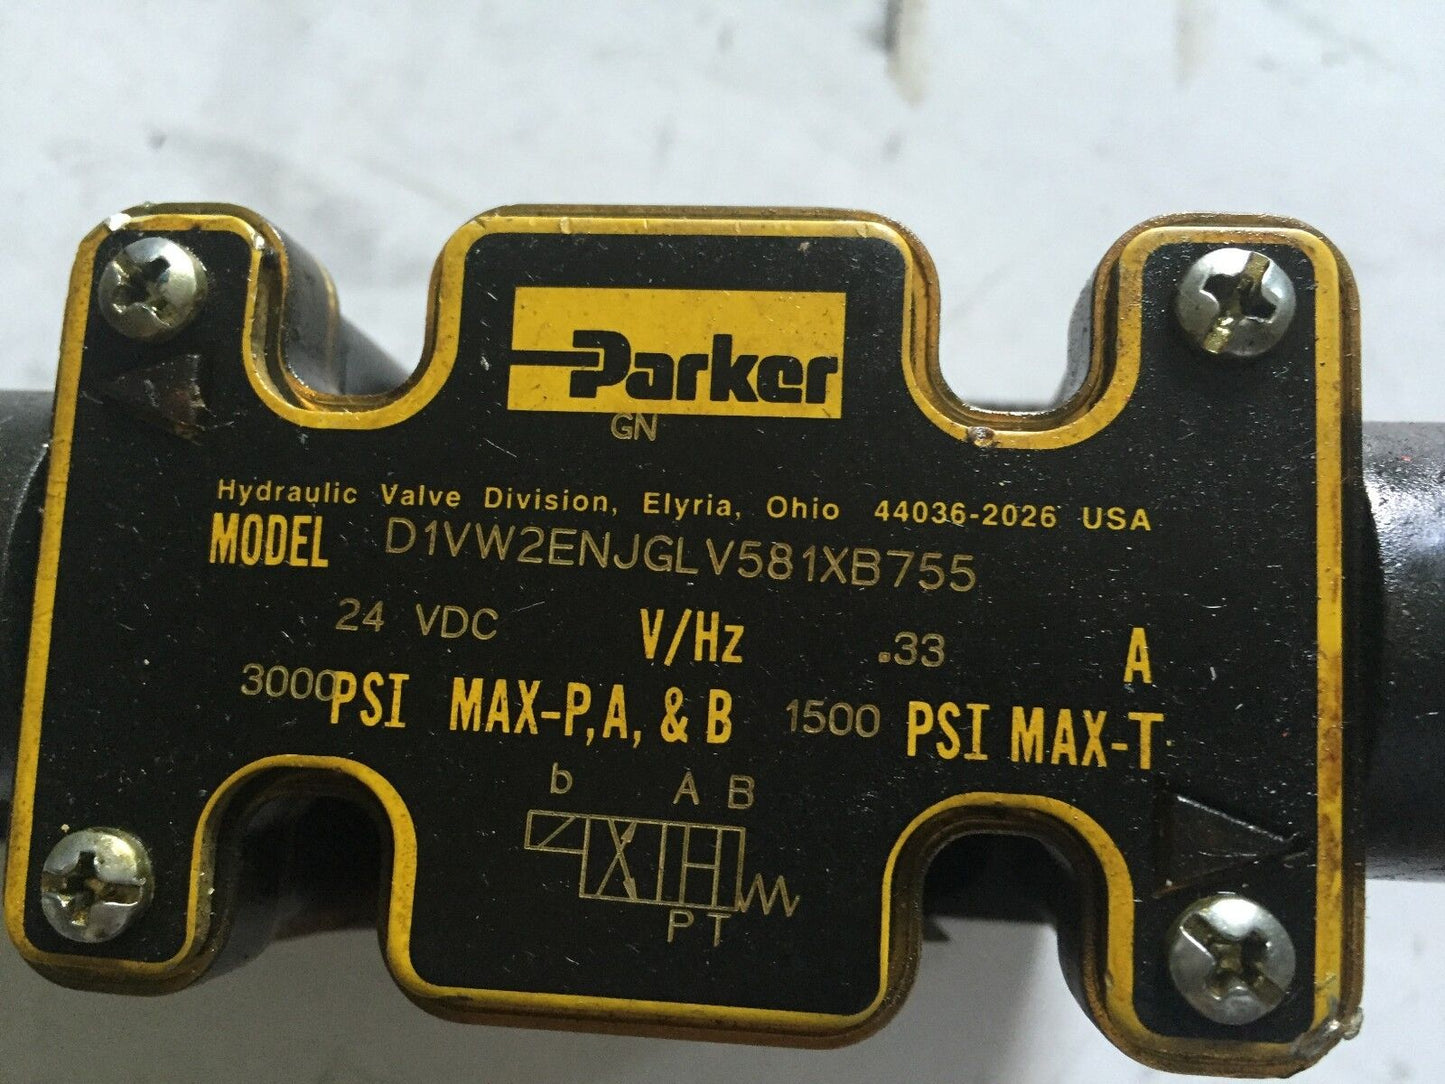 Parker
GN
Hydraulic Valve Division, Elyria, Ohio 44036-2026 USA
MODEL D1VW2ENJGLV581XB755
24 VDC V/Hz .33 A
3000 PSI MAX-P,A, & B 1500 PSI MAX-T
b A B
P T